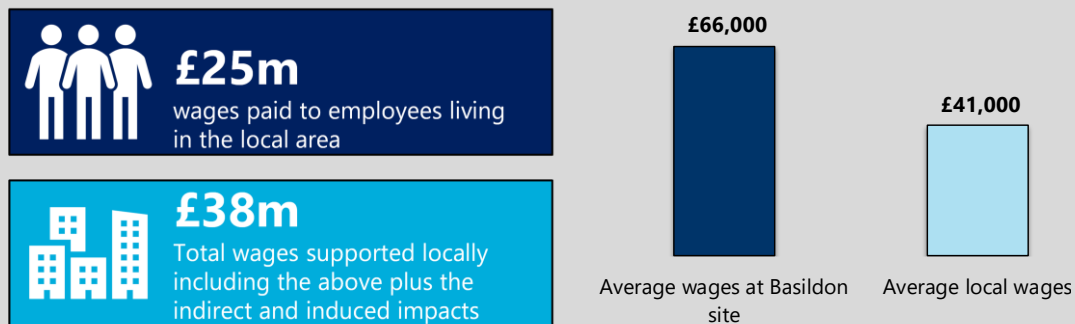 £25m
wages paid to employees living
in the local area
£38m
Total wages supported locally
including the above plus the
indirect and induced impacts
£66,000
£41,000
Average wages at Basildon
site
Average local wages